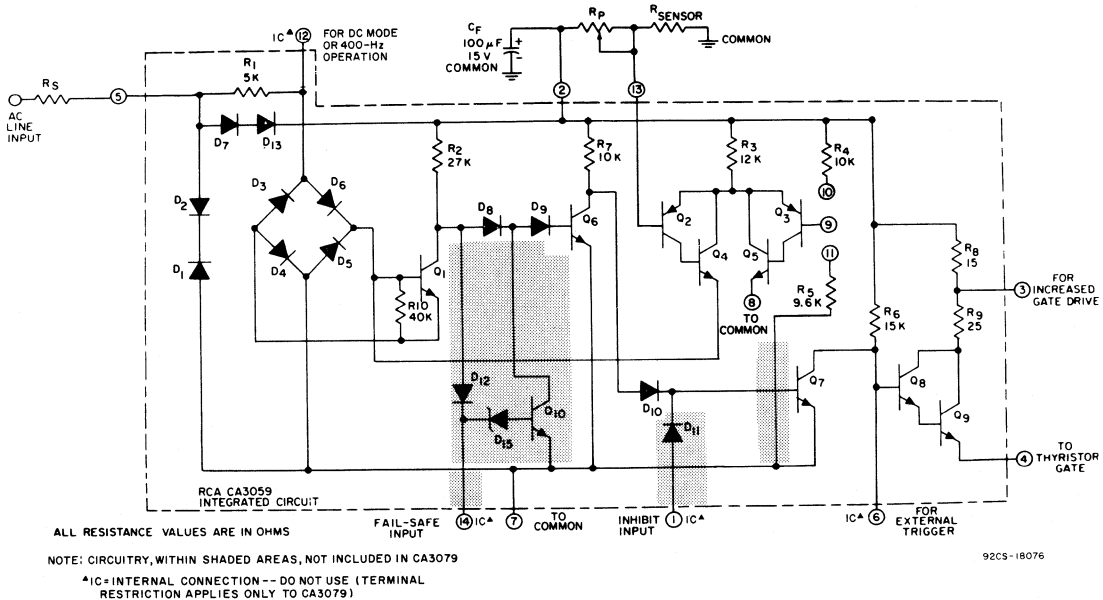 IC▲ 12
FOR DC MODE
OR 400-Hz
OPERATION
CF
100μF
15V
COMMON
+
-
RP
RSENSOR
COMMON
RS
AC
LINE
INPUT
5
R1
5K
2
13
D7
D13
R2
27K
R7
10K
R3
12K
R4
10K
10
D3
D6
D2
D4
D5
D1
D8
D9
Q6
Q2
Q3
9
Q1
R10
40K
Q4
Q5
8
TO
COMMON
11
R5
9.6K
R8
15
3
FOR
INCREASED
GATE DRIVE
R9
25
R6
15K
D12
D15
Q10
D10
D11
Q7
Q8
Q9
4
TO
THYRISTOR
GATE
RCA CA3059
INTEGRATED CIRCUIT
FAIL-SAFE
INPUT
14 IC▲
7
TO
COMMON
INHIBIT
INPUT
1 IC▲
IC▲ 6
FOR
EXTERNAL
TRIGGER
ALL RESISTANCE VALUES ARE IN OHMS
NOTE: CIRCUITRY, WITHIN SHADED AREAS, NOT INCLUDED IN CA3079
▲IC = INTERNAL CONNECTION -- DO NOT USE (TERMINAL
RESTRICTION APPLIES ONLY TO CA3079)
92CS-18076